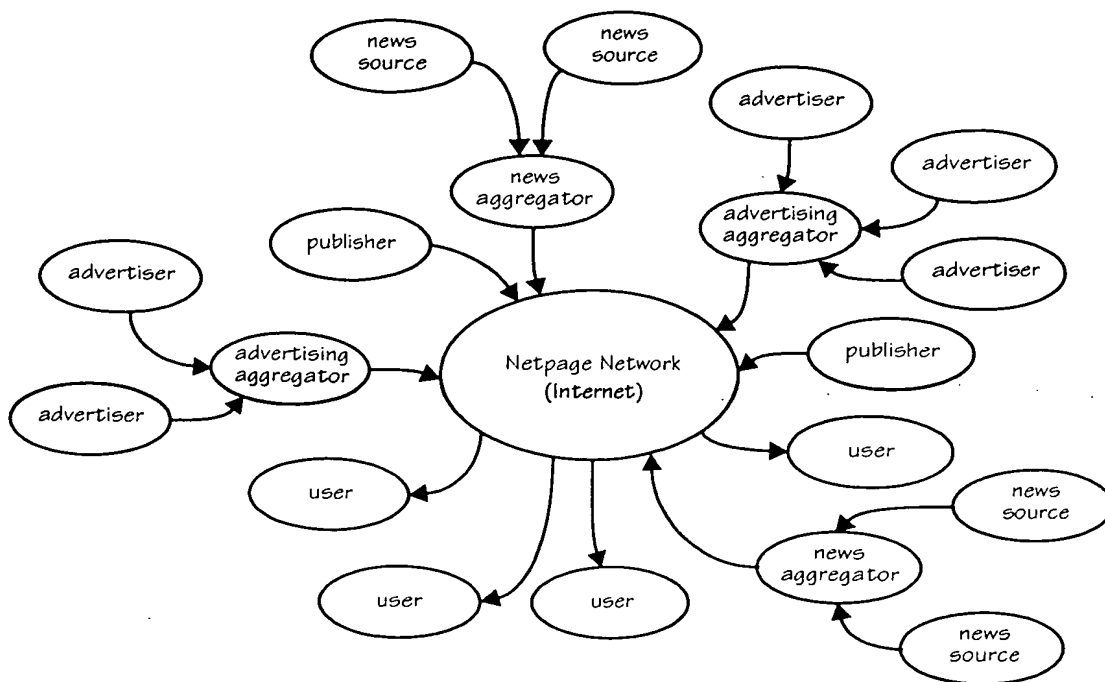 news
source
news
source
advertiser
advertiser
news
aggregator
advertising
aggregator
publisher
advertiser
advertiser
advertising
aggregator
Netpage Network
(Internet)
publisher
advertiser
user
user
news
source
news
aggregator
user
user
news
source